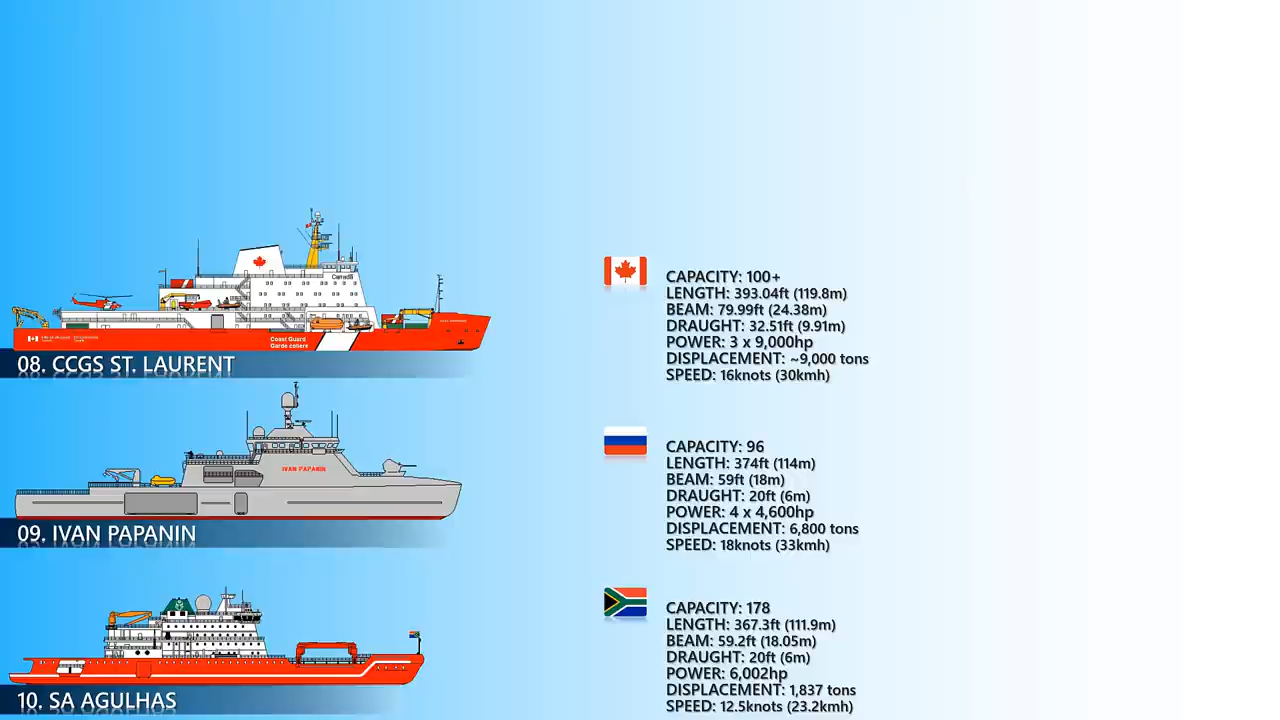 Canada
Coast Guard
Garde côtière
08. CCGS ST. LAURENT
CAPACITY: 100+
LENGTH: 393.04ft (119.8m)
BEAM: 79.99ft (24.38m)
DRAUGHT: 32.51ft (9.91m)
POWER: 3 x 9,000hp
DISPLACEMENT: ~9,000 tons
SPEED: 16knots (30kmh)
IVAN PAPANIN
09. IVAN PAPANIN
CAPACITY: 96
LENGTH: 374ft (114m)
BEAM: 59ft (18m)
DRAUGHT: 20ft (6m)
POWER: 4 x 4,600hp
DISPLACEMENT: 6,800 tons
SPEED: 18knots (33kmh)
10. SA AGULHAS
CAPACITY: 178
LENGTH: 367.3ft (111.9m)
BEAM: 59.2ft (18.05m)
DRAUGHT: 20ft (6m)
POWER: 6,002hp
DISPLACEMENT: 1,837 tons
SPEED: 12.5knots (23.2kmh)